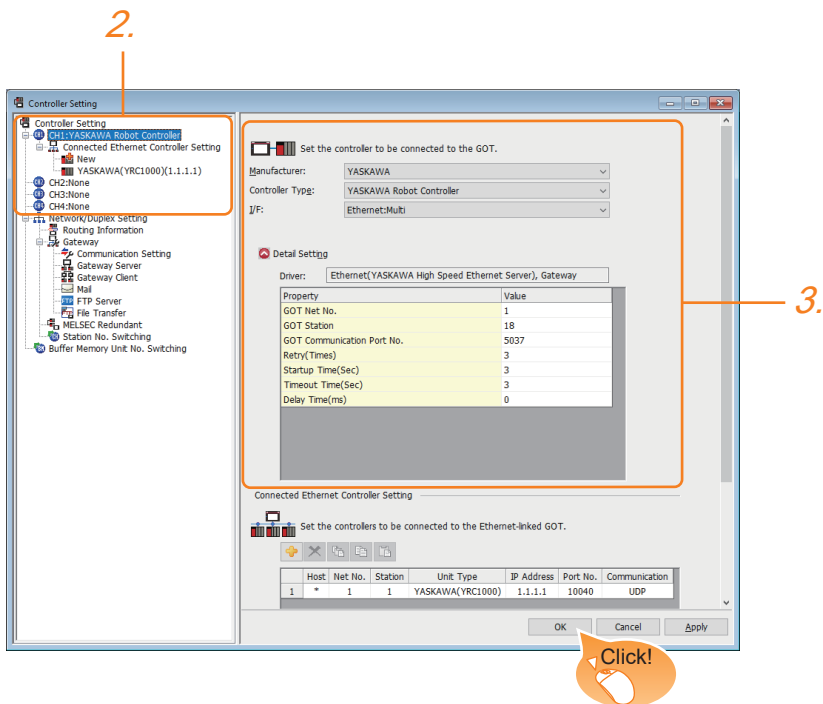 2.
Controller Setting
Controller Setting
CH1:YASKAWA Robot Controller
Connected Ethernet Controller Setting
New
YASKAWA(YRC1000)(1.1.1.1)
CH2:None
CH3:None
CH4:None
Network/Duplex Setting
Routing Information
Gateway
Communication Setting
Gateway Server
Gateway Client
Mail
FTP Server
File Transfer
MELSEC Redundant
Station No. Switching
Buffer Memory Unit No. Switching
Set the controller to be connected to the GOT.
Manufacturer: YASKAWA
Controller Type: YASKAWA Robot Controller
I/F: Ethernet:Multi
Detail Setting
Driver: Ethernet(YASKAWA High Speed Ethernet Server), Gateway
Property Value
GOT Net No. 1
GOT Station 18
GOT Communication Port No. 5037
Retry(Times) 3
Startup Time(Sec) 3
Timeout Time(Sec) 3
Delay Time(ms) 0
3.
Connected Ethernet Controller Setting
Set the controllers to be connected to the Ethernet-linked GOT.
Host Net No. Station Unit Type IP Address Port No. Communication
1 * 1 1 YASKAWA(YRC1000) 1.1.1.1 10040 UDP
OK Cancel Apply
Click!